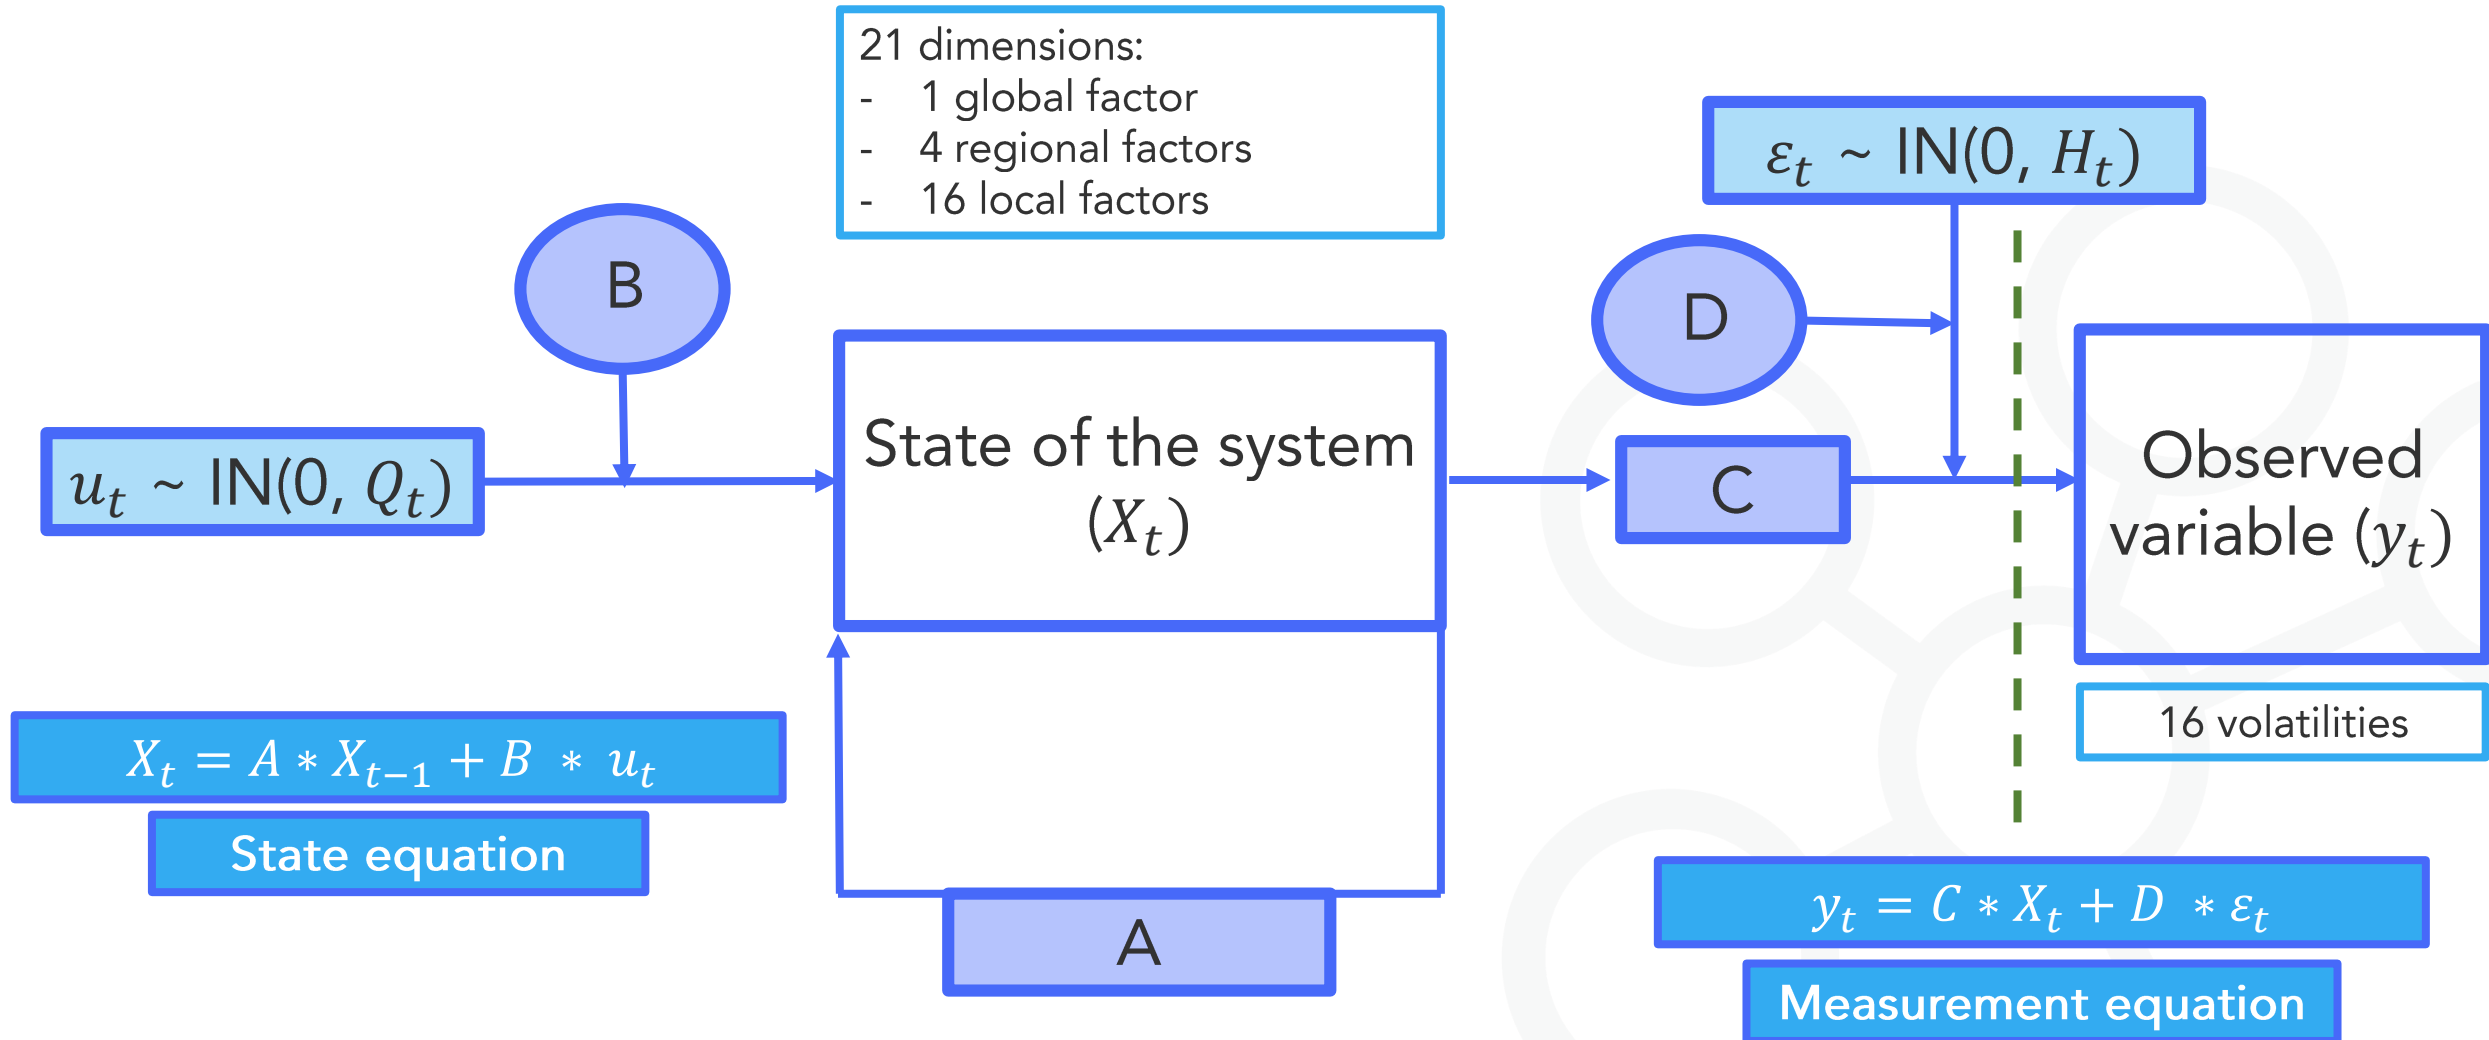 21 dimensions:
- 1 global factor
- 4 regional factors
- 16 local factors
εₜ ~ IN(0, Hₜ)
B
D
State of the system
(Xₜ)
uₜ ~ IN(0, Qₜ)
C
Observed
variable (yₜ)
16 volatilities
Xₜ = A * Xₜ₋₁ + B * uₜ
State equation
A
yₜ = C * Xₜ + D * εₜ
Measurement equation